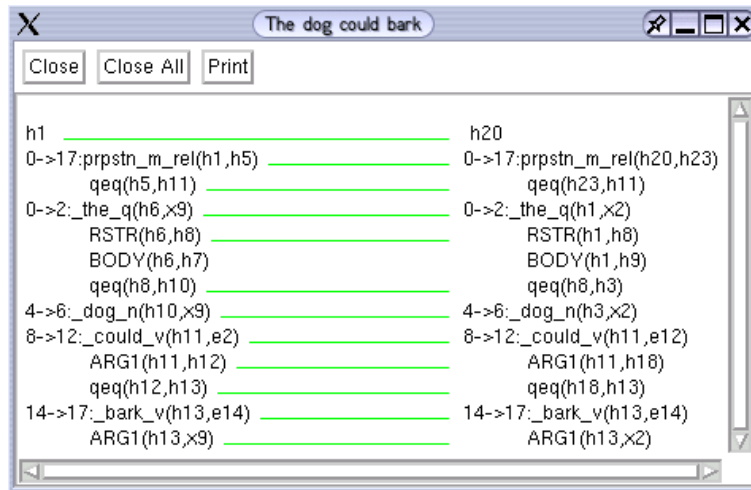 The dog could bark
Close Close All Print
h1 h20
0->17:prpstn_m_rel(h1,h5) 0->17:prpstn_m_rel(h20,h23)
qeq(h5,h11) qeq(h23,h11)
0->2:_the_q(h6,x9) 0->2:_the_q(h1,x2)
RSTR(h6,h8) RSTR(h1,h8)
BODY(h6,h7) BODY(h1,h9)
qeq(h8,h10) qeq(h8,h3)
4->6:_dog_n(h10,x9) 4->6:_dog_n(h3,x2)
8->12:_could_v(h11,e2) 8->12:_could_v(h11,e12)
ARG1(h11,h12) ARG1(h11,h18)
qeq(h12,h13) qeq(h18,h13)
14->17:_bark_v(h13,e14) 14->17:_bark_v(h13,e14)
ARG1(h13,x9) ARG1(h13,x2)